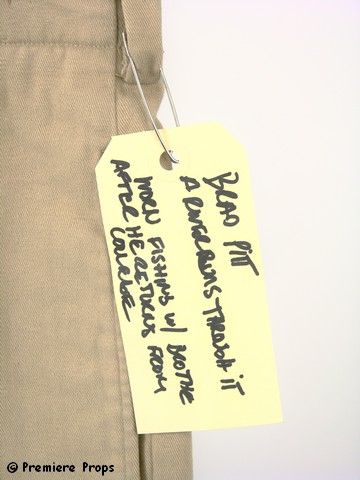 BRAD PITT
A RIVER RUNS THROUGH IT
WORN FISHING W/ BROTHER
AFTER HE RETURNS FROM
COLLEGE
© Premiere Props